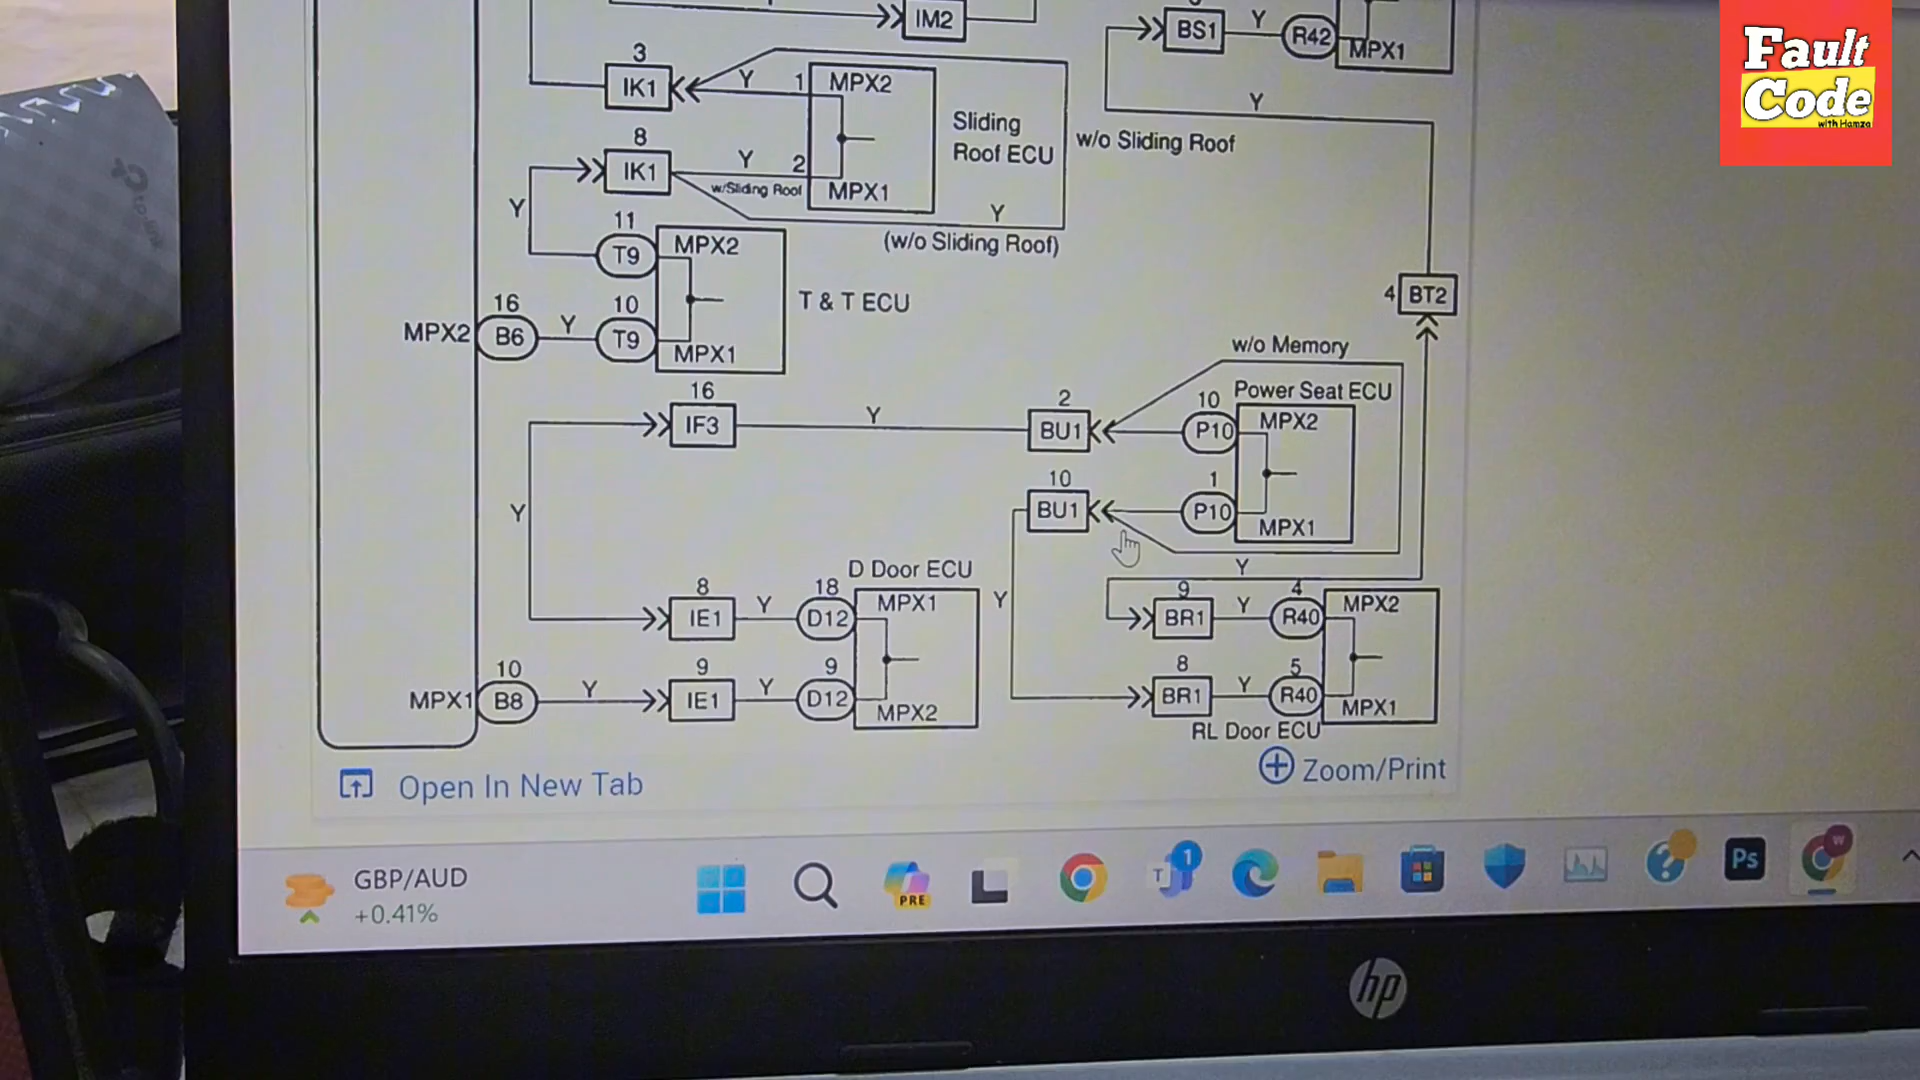 Fault
Code
with Hamza
IM2
BS1
Y
R42
MPX1
3
IK1
Y
1
MPX2
Sliding
Roof ECU
8
IK1
Y
2
w/Sliding Roof
MPX1
Y
w/o Sliding Roof
Y
(w/o Sliding Roof)
Y
11
T9
MPX2
T & T ECU
MPX2
16
B6
Y
10
T9
MPX1
4
BT2
w/o Memory
16
IF3
Y
2
BU1
10
P10
Power Seat ECU
MPX2
Y
10
BU1
1
P10
MPX1
Y
D Door ECU
8
IE1
Y
18
D12
MPX1
Y
9
BR1
Y
4
R40
MPX2
MPX1
10
B8
Y
9
IE1
Y
9
D12
MPX2
8
BR1
Y
5
R40
MPX1
RL Door ECU
Open In New Tab
Zoom/Print
GBP/AUD
+0.41%
PRE
T
1
?
Ps
W
hp